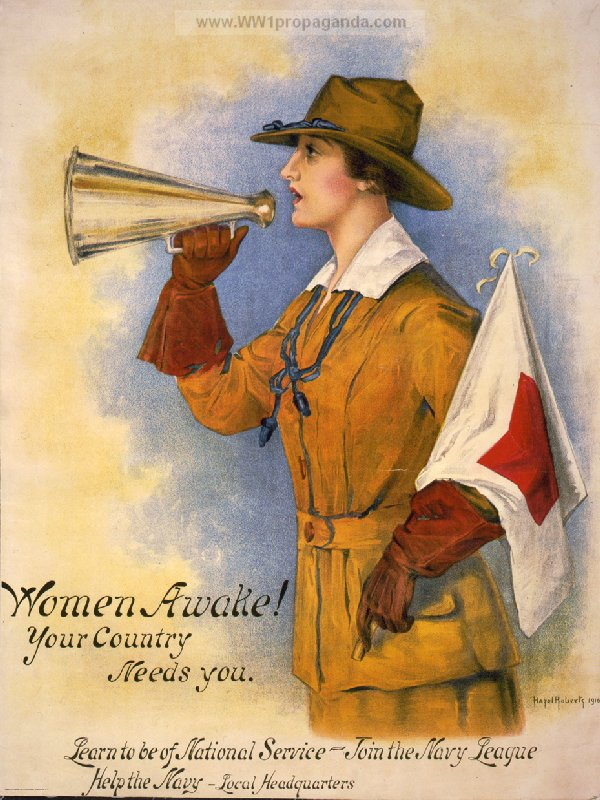 www.WW1propaganda.com
Women Awake!
Your Country
Needs you.
Hazel Roberts 1916
Learn to be of National Service - Join the Navy League
Help the Navy - Local Headquarters